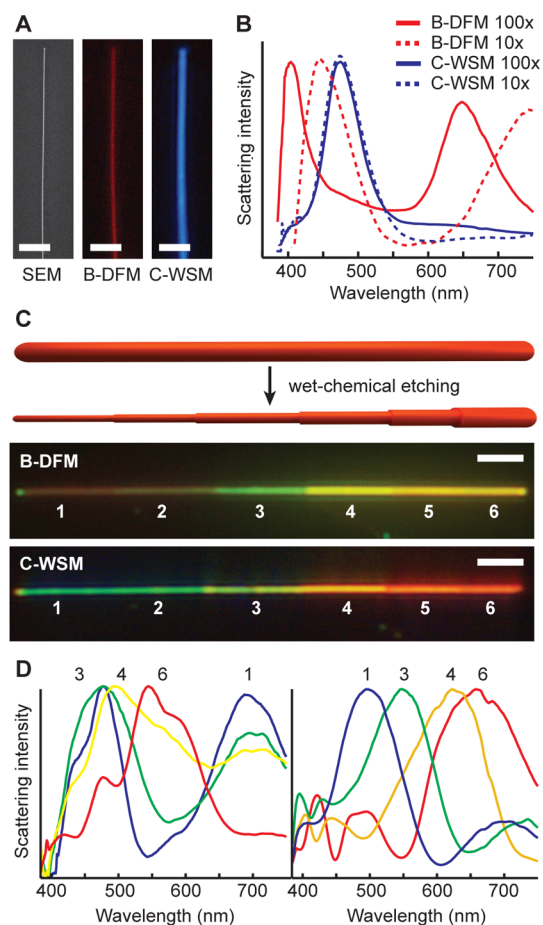 A
SEM
B-DFM
C-WSM
B
B-DFM 100x
B-DFM 10x
C-WSM 100x
C-WSM 10x
Scattering intensity
400
500
600
700
Wavelength (nm)
C
wet-chemical etching
B-DFM
1 2 3 4 5 6
C-WSM
1 2 3 4 5 6
D
3 4 6 1
Scattering intensity
400 500 600 700
Wavelength (nm)
1 3 4 6
400 500 600 700
Wavelength (nm)